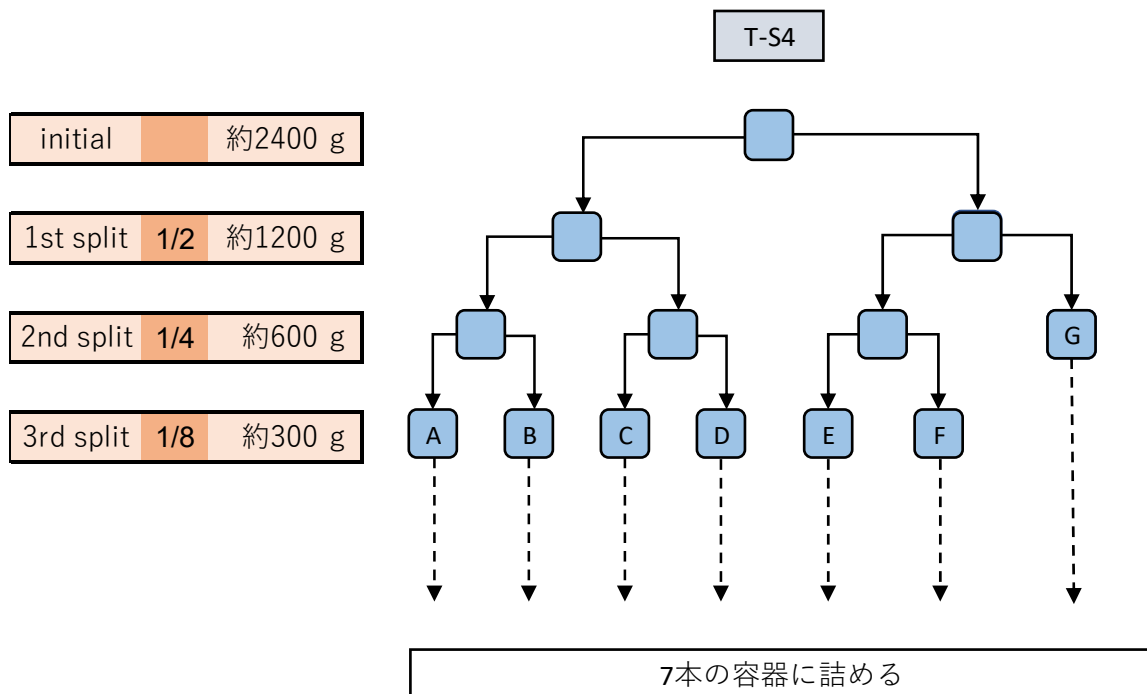 T-S4
initial 約2400 g
1st split 1/2 約1200 g
2nd split 1/4 約600 g
G
3rd split 1/8 約300 g
A B C D E F
7本の容器に詰める